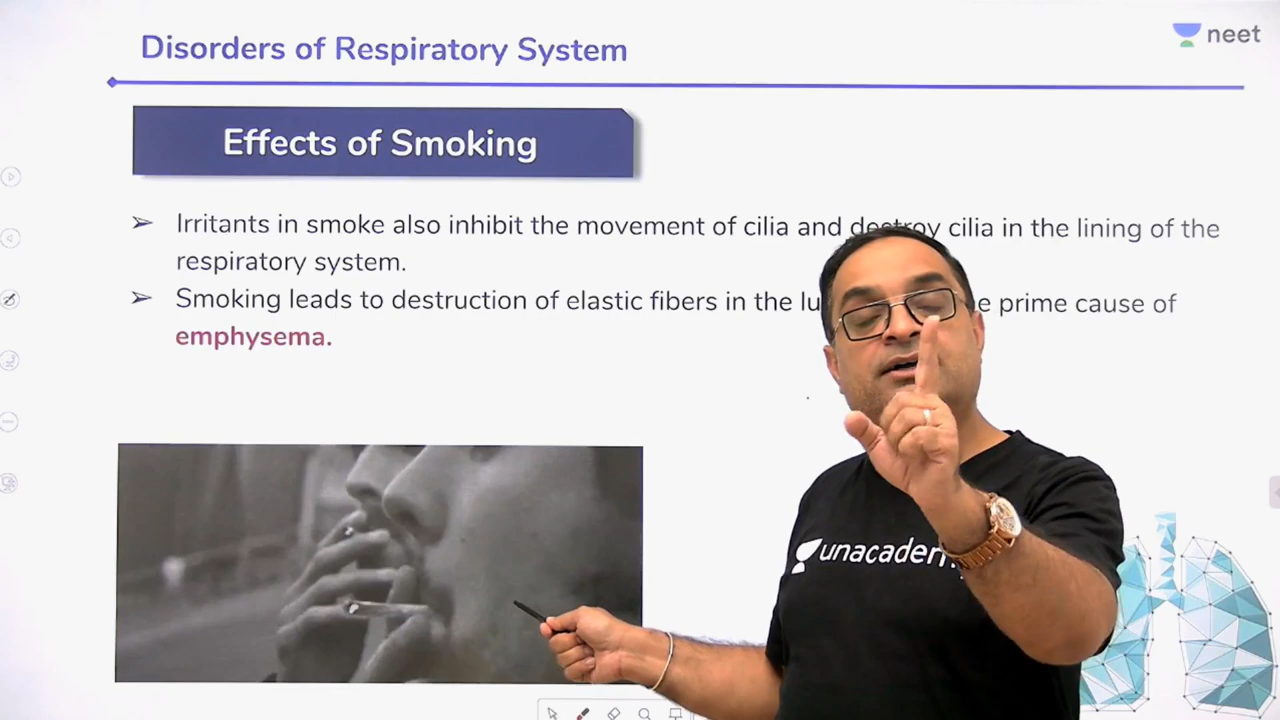 Disorders of Respiratory System
neet
Effects of Smoking
➢ Irritants in smoke also inhibit the movement of cilia and destroy cilia in the lining of the
respiratory system.
➢ Smoking leads to destruction of elastic fibers in the e prime cause of
emphysema.
unacadem